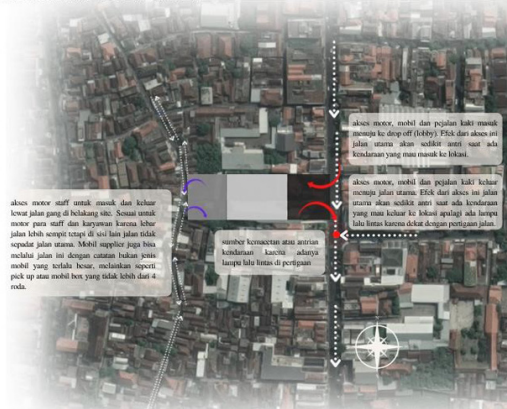 akses motor, mobil dan pejalan kaki masuk
menuju ke drop off (lobby). Efek dari akses ini
jalan utama akan sedikit antri saat ada
kendaraan yang mau masuk ke lokasi.
akses motor, mobil dan pejalan kaki keluar
menuju jalan utama. Efek dari akses ini jalan
utama akan sedikit antri saat ada kendaraan
yang mau keluar ke lokasi apalagi ada lampu
lalu lintas karena dekat dengan pertigaan jalan.
akses motor staff untuk masuk dan keluar
lewat jalan gang di belakang site. Sesuai untuk
motor para staff dan karyawan karena lebar
jalan lebih sempit tetapi di sisi lain jalan tidak
sepadat jalan utama. Mobil supplier juga bisa
melalui jalan ini dengan catatan bukan jenis
mobil yang terlalu besar, melainkan seperti
pick up atau mobil box yang tidak lebih dari 4
roda.
sumber kemacetan atau antrian
kendaraan karena adanya
lampu lalu lintas di pertigaan